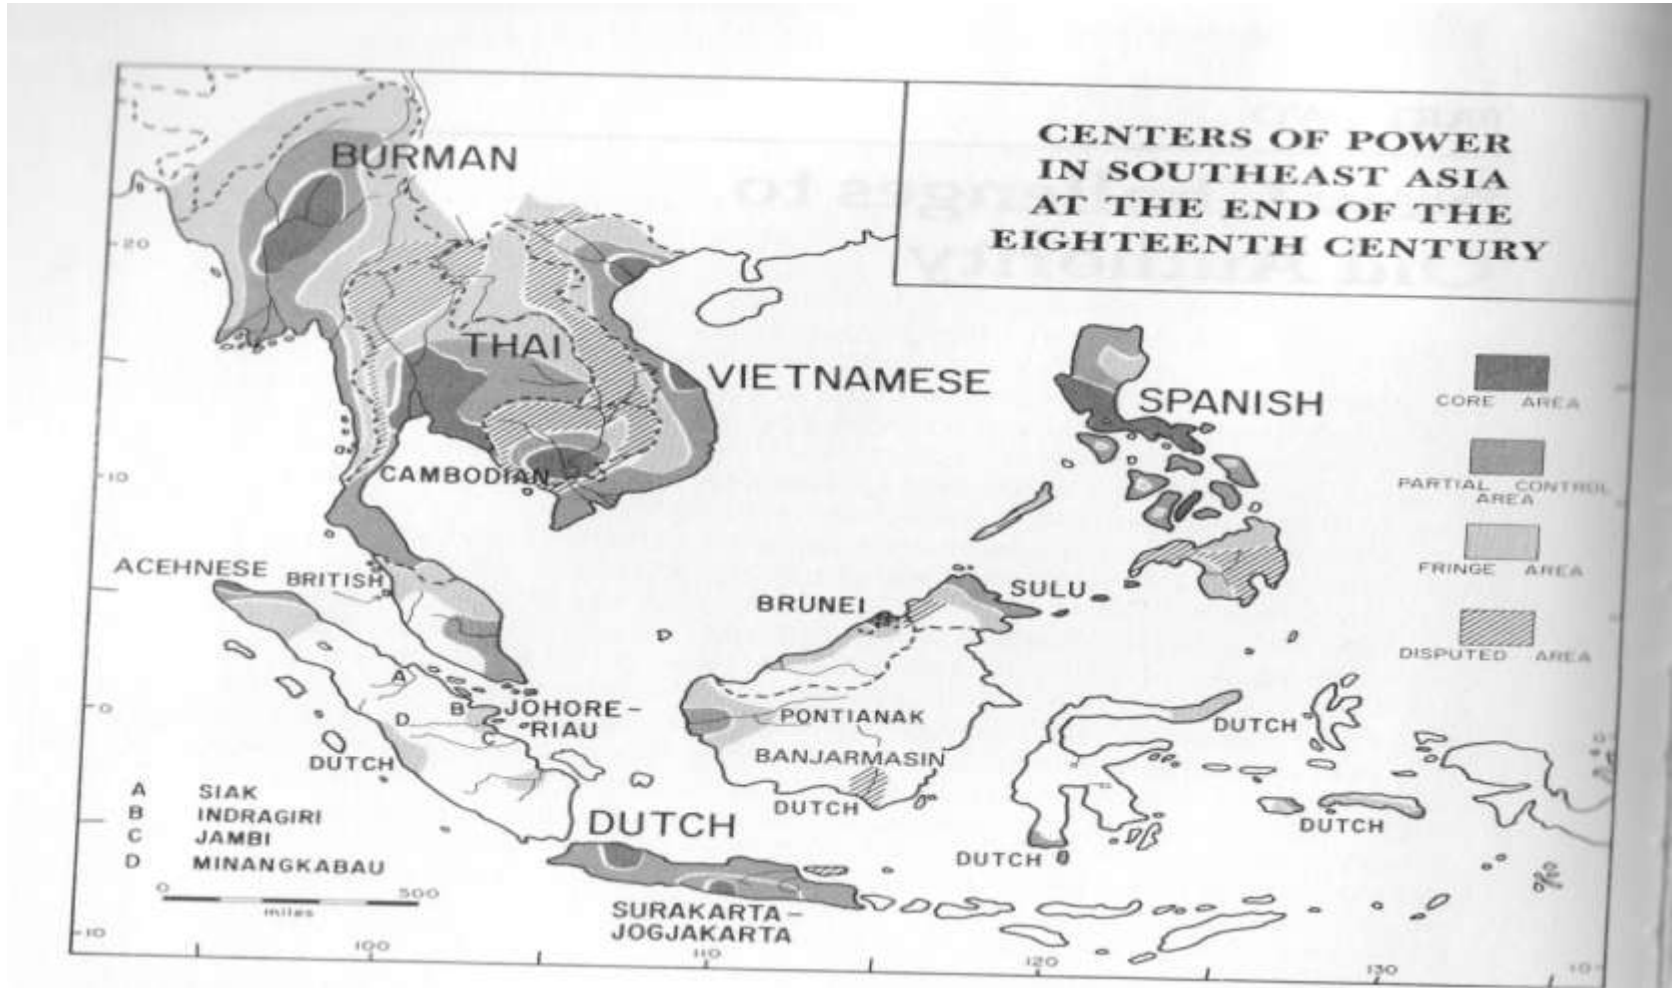 CENTERS OF POWER
IN SOUTHEAST ASIA
AT THE END OF THE
EIGHTEENTH CENTURY
BURMAN
THAI
VIETNAMESE
CAMBODIAN
SPANISH
CORE AREA
PARTIAL CONTROL
AREA
FRINGE AREA
DISPUTED AREA
ACEHNESE
BRITISH
BRUNEI
SULU
A
B
D
C
JOHORE-
RIAU
PONTIANAK
BANJARMASIN
DUTCH
DUTCH
DUTCH
DUTCH
DUTCH
DUTCH
A SIAK
B INDRAGIRI
C JAMBI
D MINANGKABAU
0 500
miles
SURAKARTA-
JOGJAKARTA
20
10
0
10
100
110
120
130